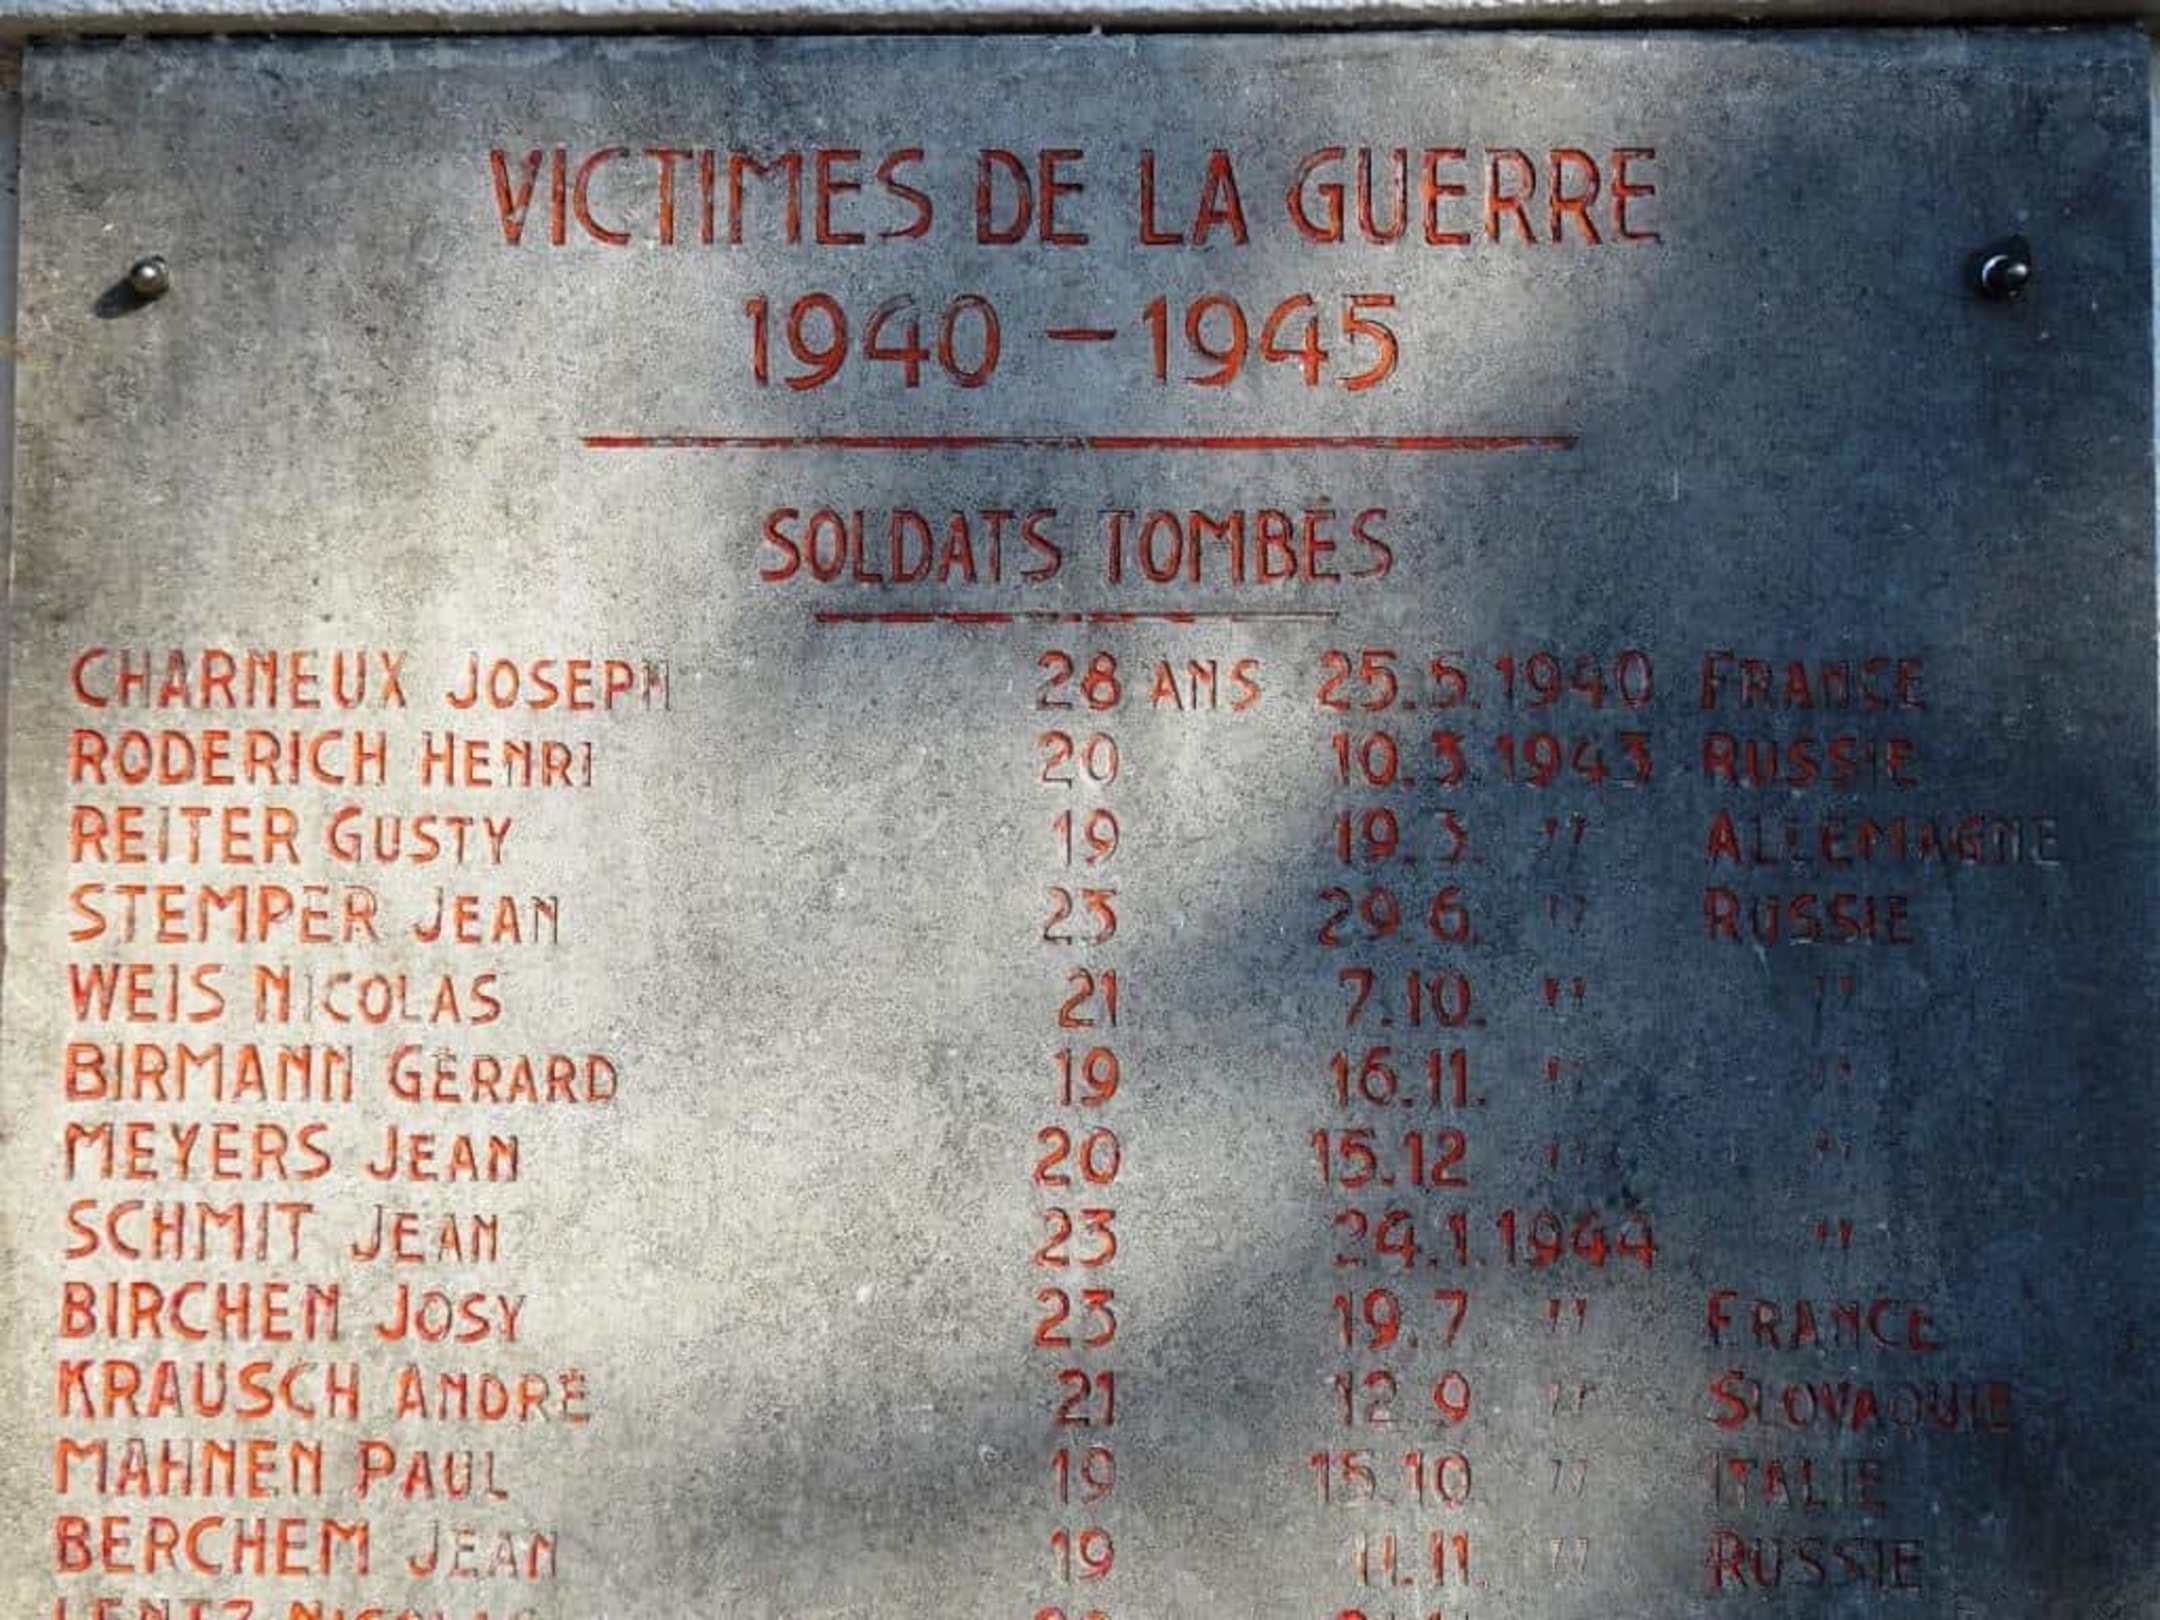 VICTIMES DE LA GUERRE
1940 - 1945
SOLDATS TOMBÉS
CHARNEUX JOSEPH 28 ANS 25.5.1940 FRANCE
RODERICH HENRI 20 10.3.1943 RUSSIE
REITER GUSTY 19 19.3. " ALLEMAGNE
STEMPER JEAN 23 29.6. " RUSSIE
WEIS NICOLAS 21 7.10. " "
BIRMANN GÉRARD 19 16.11. " "
MEYERS JEAN 20 15.12 " "
SCHMIT JEAN 23 24.1.1944 "
BIRCHEN JOSY 23 19.7 " FRANCE
KRAUSCH ANDRÉ 21 12.9 " SLOVAQUIE
MAHNEN PAUL 19 15.10 " ITALIE
BERCHEM JEAN 19 11.11. " RUSSIE
LENTZ NICOLAS